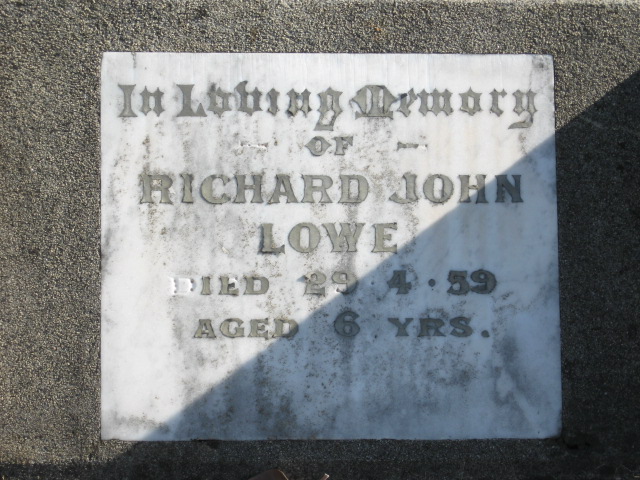 In Loving Memory
- OF -
RICHARD JOHN
LOWE
DIED 29 · 4 · 59
AGED 6 YRS.